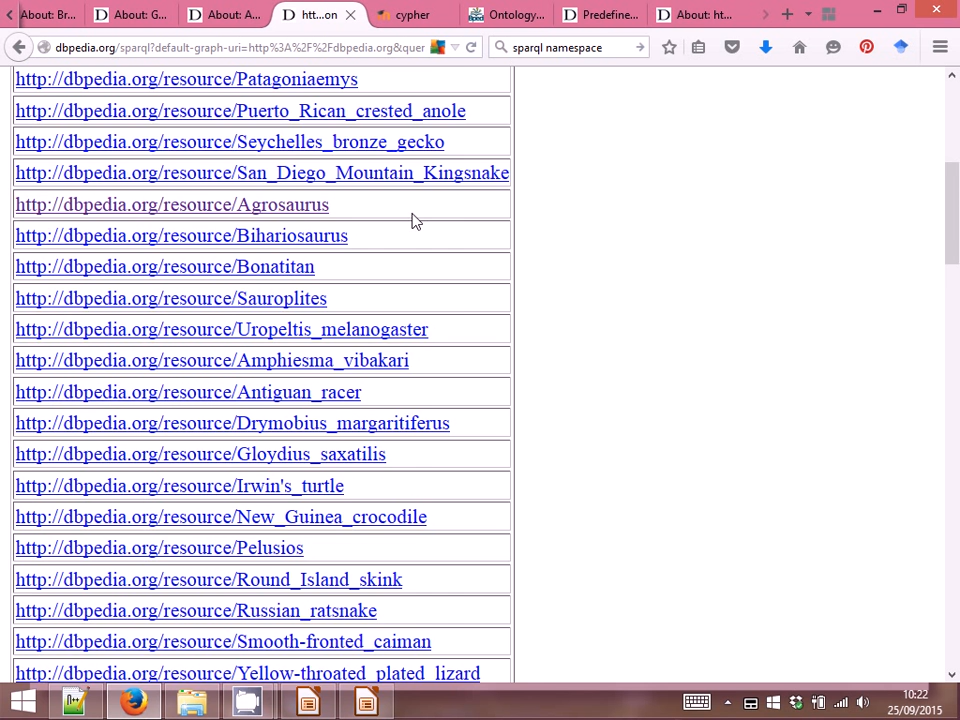 About: Br...
About: G...
About: A...
htt...on
cypher
Ontology...
Predefine...
About: ht...
dbpedia.org/sparql?default-graph-uri=http%3A%2F%2Fdbpedia.org&quer
sparql namespace
http://dbpedia.org/resource/Patagoniaemys
http://dbpedia.org/resource/Puerto_Rican_crested_anole
http://dbpedia.org/resource/Seychelles_bronze_gecko
http://dbpedia.org/resource/San_Diego_Mountain_Kingsnake
http://dbpedia.org/resource/Agrosaurus
http://dbpedia.org/resource/Bihariosaurus
http://dbpedia.org/resource/Bonatitan
http://dbpedia.org/resource/Sauroplites
http://dbpedia.org/resource/Uropeltis_melanogaster
http://dbpedia.org/resource/Amphiesma_vibakari
http://dbpedia.org/resource/Antiguan_racer
http://dbpedia.org/resource/Drymobius_margaritiferus
http://dbpedia.org/resource/Gloydius_saxatilis
http://dbpedia.org/resource/Irwin's_turtle
http://dbpedia.org/resource/New_Guinea_crocodile
http://dbpedia.org/resource/Pelusios
http://dbpedia.org/resource/Round_Island_skink
http://dbpedia.org/resource/Russian_ratsnake
http://dbpedia.org/resource/Smooth-fronted_caiman
http://dbpedia.org/resource/Yellow-throated_plated_lizard
10:22
25/09/2015